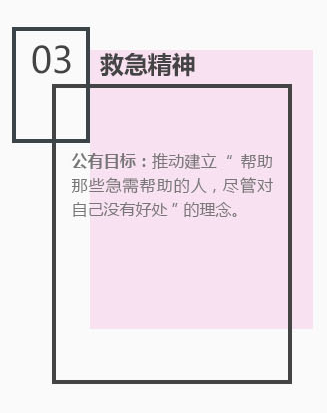 03
救急精神
公有目标：推动建立“ 帮助
那些急需帮助的人，尽管对
自己没有好处 ”的理念。